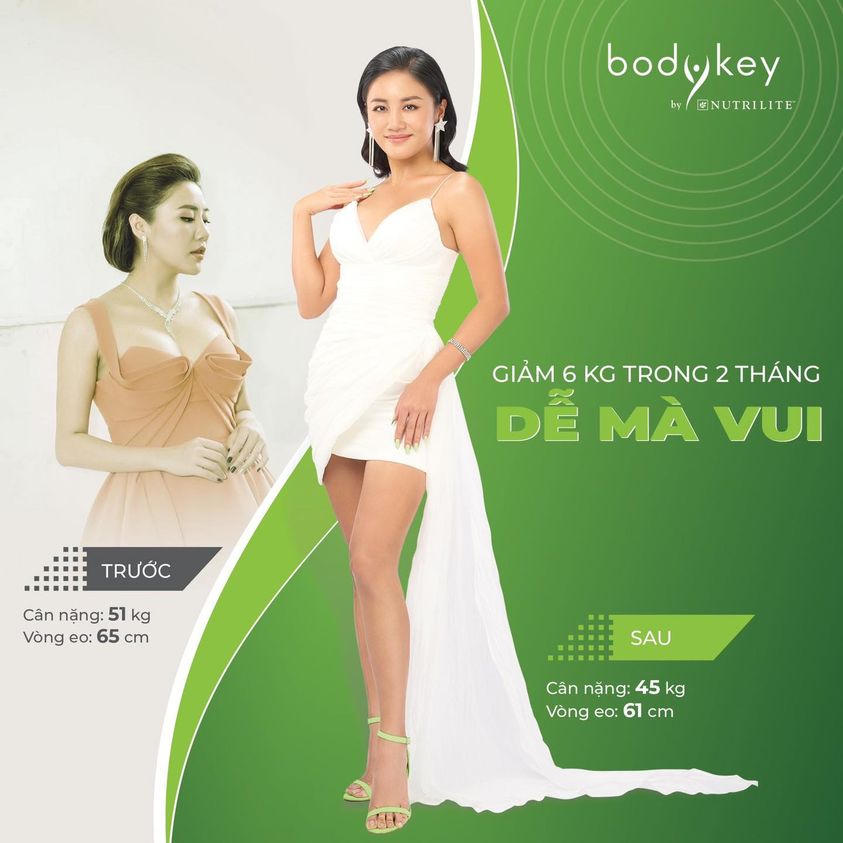 bodykey
by NUTRILITE™
GIẢM 6 KG TRONG 2 THÁNG
DỄ MÀ VUI
TRƯỚC
Cân nặng: 51 kg
Vòng eo: 65 cm
SAU
Cân nặng: 45 kg
Vòng eo: 61 cm